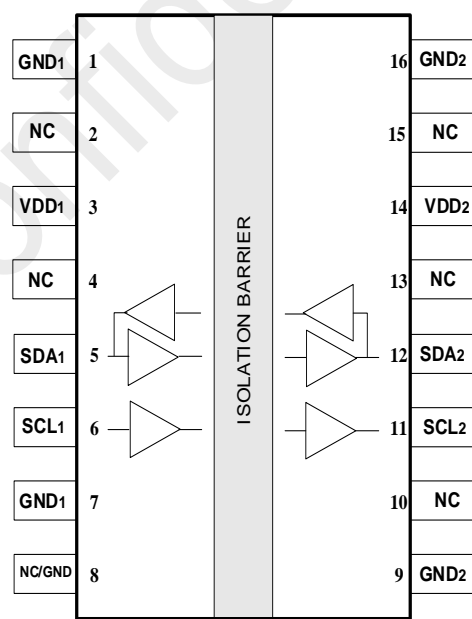 GND1 1 16 GND2
NC 2 15 NC
VDD1 3 14 VDD2
NC 4 13 NC
SDA1 5 12 SDA2
SCL1 6 11 SCL2
GND1 7 10 NC
NC/GND 8 9 GND2
ISOLATION BARRIER